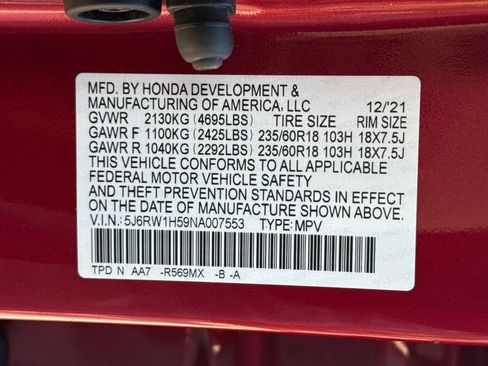 MFD. BY HONDA DEVELOPMENT &
MANUFACTURING OF AMERICA, LLC 12/'21
GVWR 2130KG (4695LBS) TIRE SIZE RIM SIZE
GAWR F 1100KG (2425LBS) 235/60R18 103H 18X7.5J
GAWR R 1040KG (2292LBS) 235/60R18 103H 18X7.5J
THIS VEHICLE CONFORMS TO ALL APPLICABLE
FEDERAL MOTOR VEHICLE SAFETY
AND THEFT PREVENTION STANDARDS IN EFFECT
ON THE DATE OF MANUFACTURE SHOWN ABOVE.
V.I.N.: 5J6RW1H59NA007553 TYPE: MPV
TPD N AA7 -R569MX -B -A